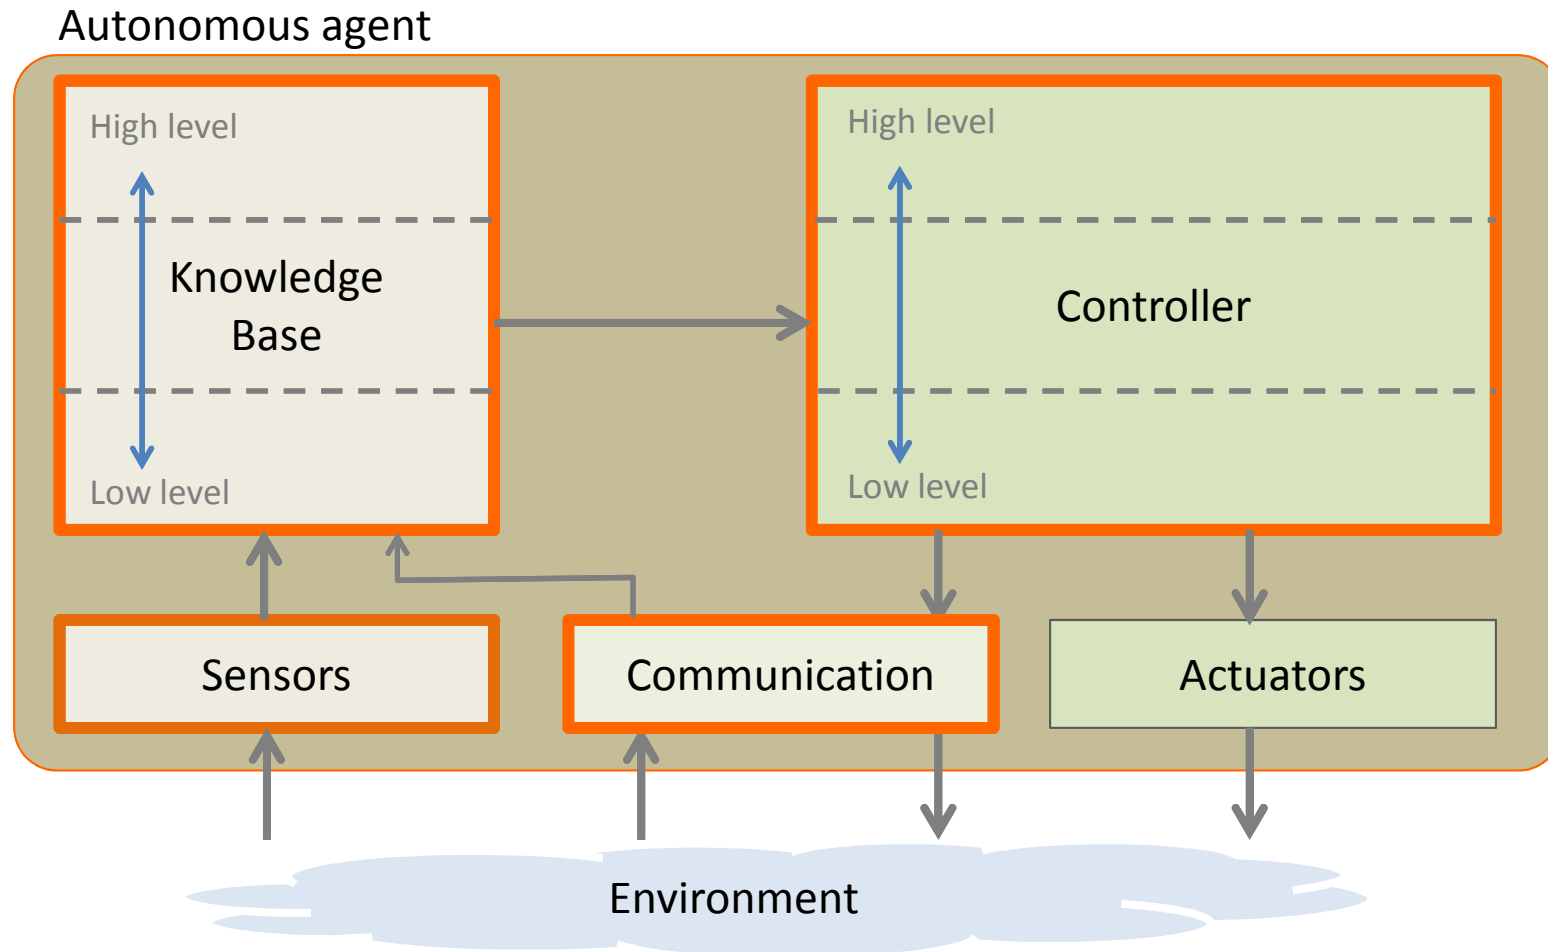 Autonomous agent
High level
Knowledge
Base
Low level
High level
Controller
Low level
Sensors
Communication
Actuators
Environment